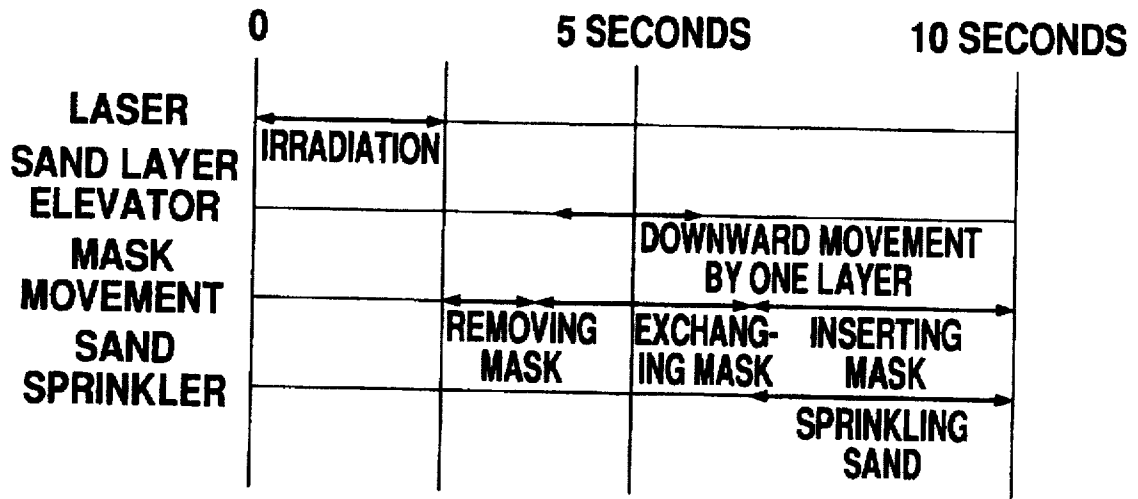 0
5 SECONDS
10 SECONDS
LASER
IRRADIATION
SAND LAYER
ELEVATOR
DOWNWARD MOVEMENT
BY ONE LAYER
MASK
MOVEMENT
REMOVING
MASK
EXCHANG-
ING MASK
INSERTING
MASK
SAND
SPRINKLER
SPRINKLING
SAND